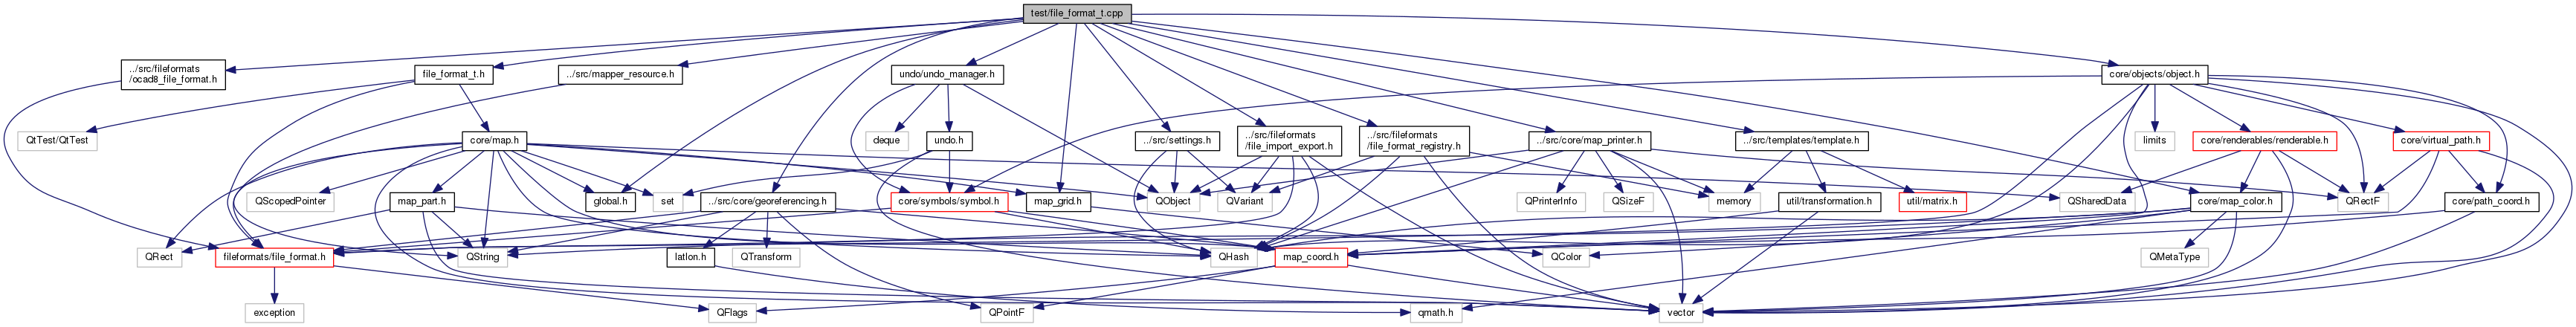 test/file_format_t.cpp
../src/fileformats
/ocad8_file_format.h
file_format_t.h
../src/mapper_resource.h
undo/undo_manager.h
core/objects/object.h
QtTest/QtTest
core/map.h
deque
undo.h
../src/settings.h
../src/fileformats
/file_import_export.h
../src/fileformats
/file_format_registry.h
../src/core/map_printer.h
../src/templates/template.h
limits
core/renderables/renderable.h
core/virtual_path.h
QScopedPointer
map_part.h
global.h
set
../src/core/georeferencing.h
core/symbols/symbol.h
map_grid.h
QObject
QVariant
QPrinterInfo
QSizeF
memory
util/transformation.h
util/matrix.h
QSharedData
core/map_color.h
QRectF
core/path_coord.h
QRect
fileformats/file_format.h
QString
latlon.h
QTransform
QHash
map_coord.h
QColor
QMetaType
exception
QFlags
QPointF
qmath.h
vector